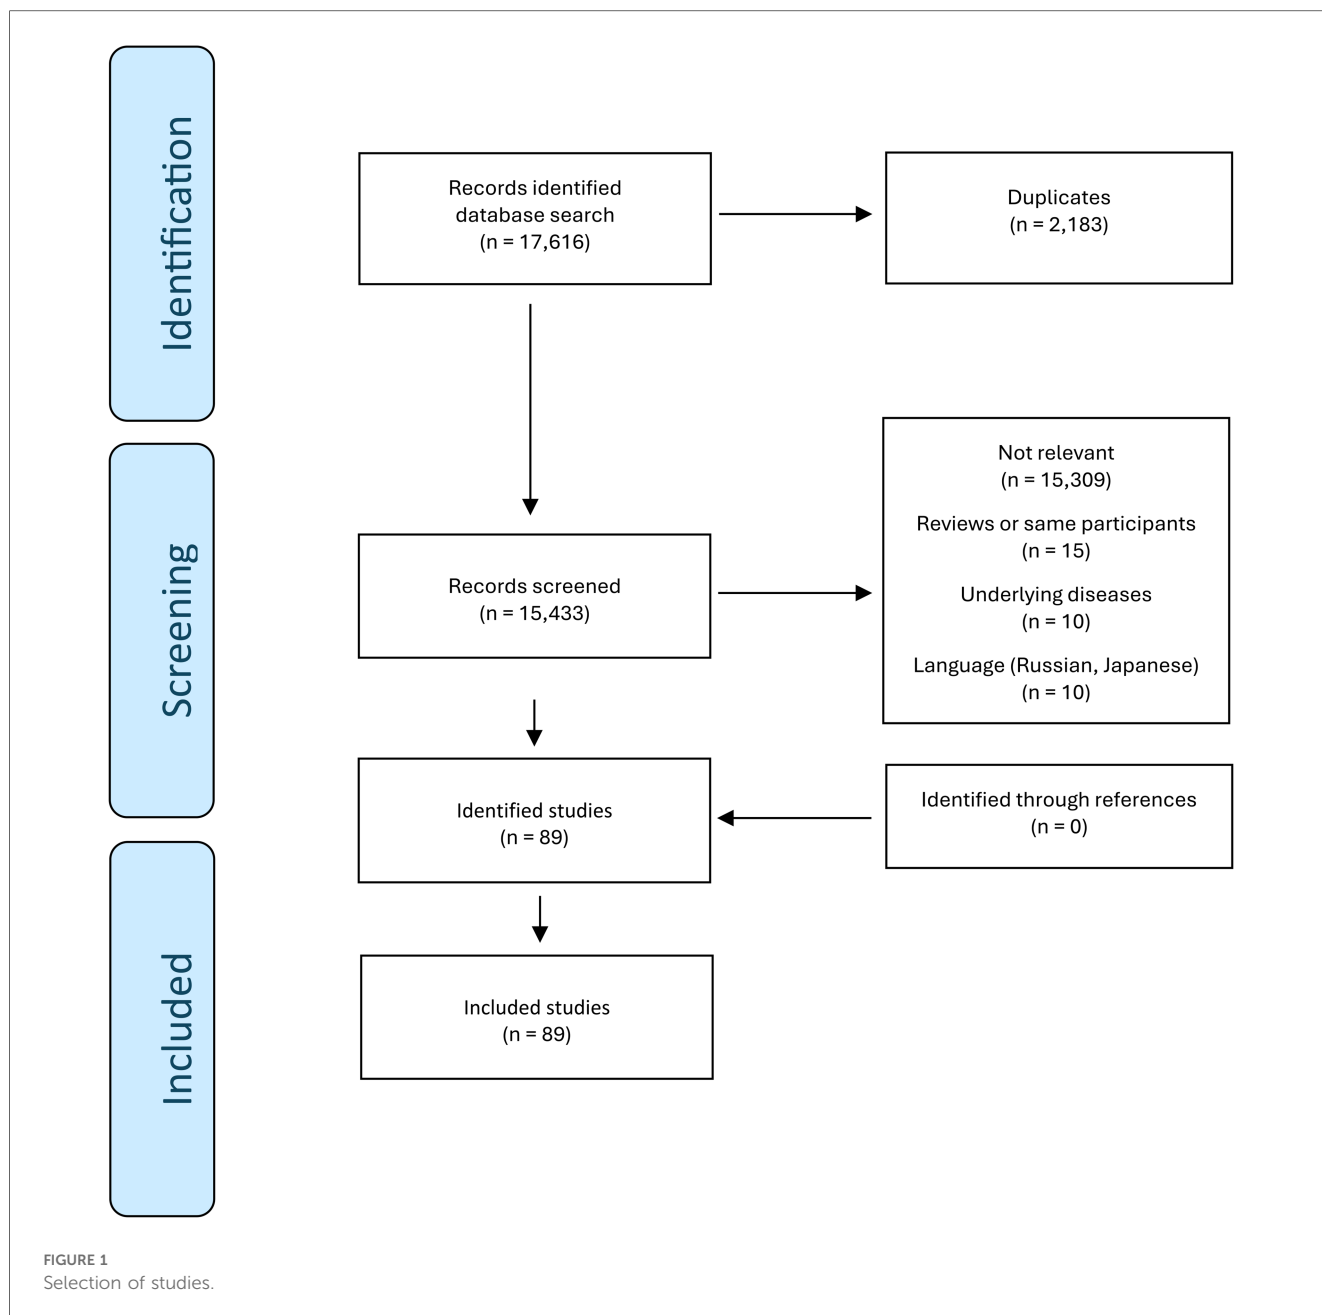 Identification
Records identified
database search
(n = 17,616)
Duplicates
(n = 2,183)
Screening
Records screened
(n = 15,433)
Not relevant
(n = 15,309)
Reviews or same participants
(n = 15)
Underlying diseases
(n = 10)
Language (Russian, Japanese)
(n = 10)
Identified studies
(n = 89)
Identified through references
(n = 0)
Included
Included studies
(n = 89)
FIGURE 1
Selection of studies.